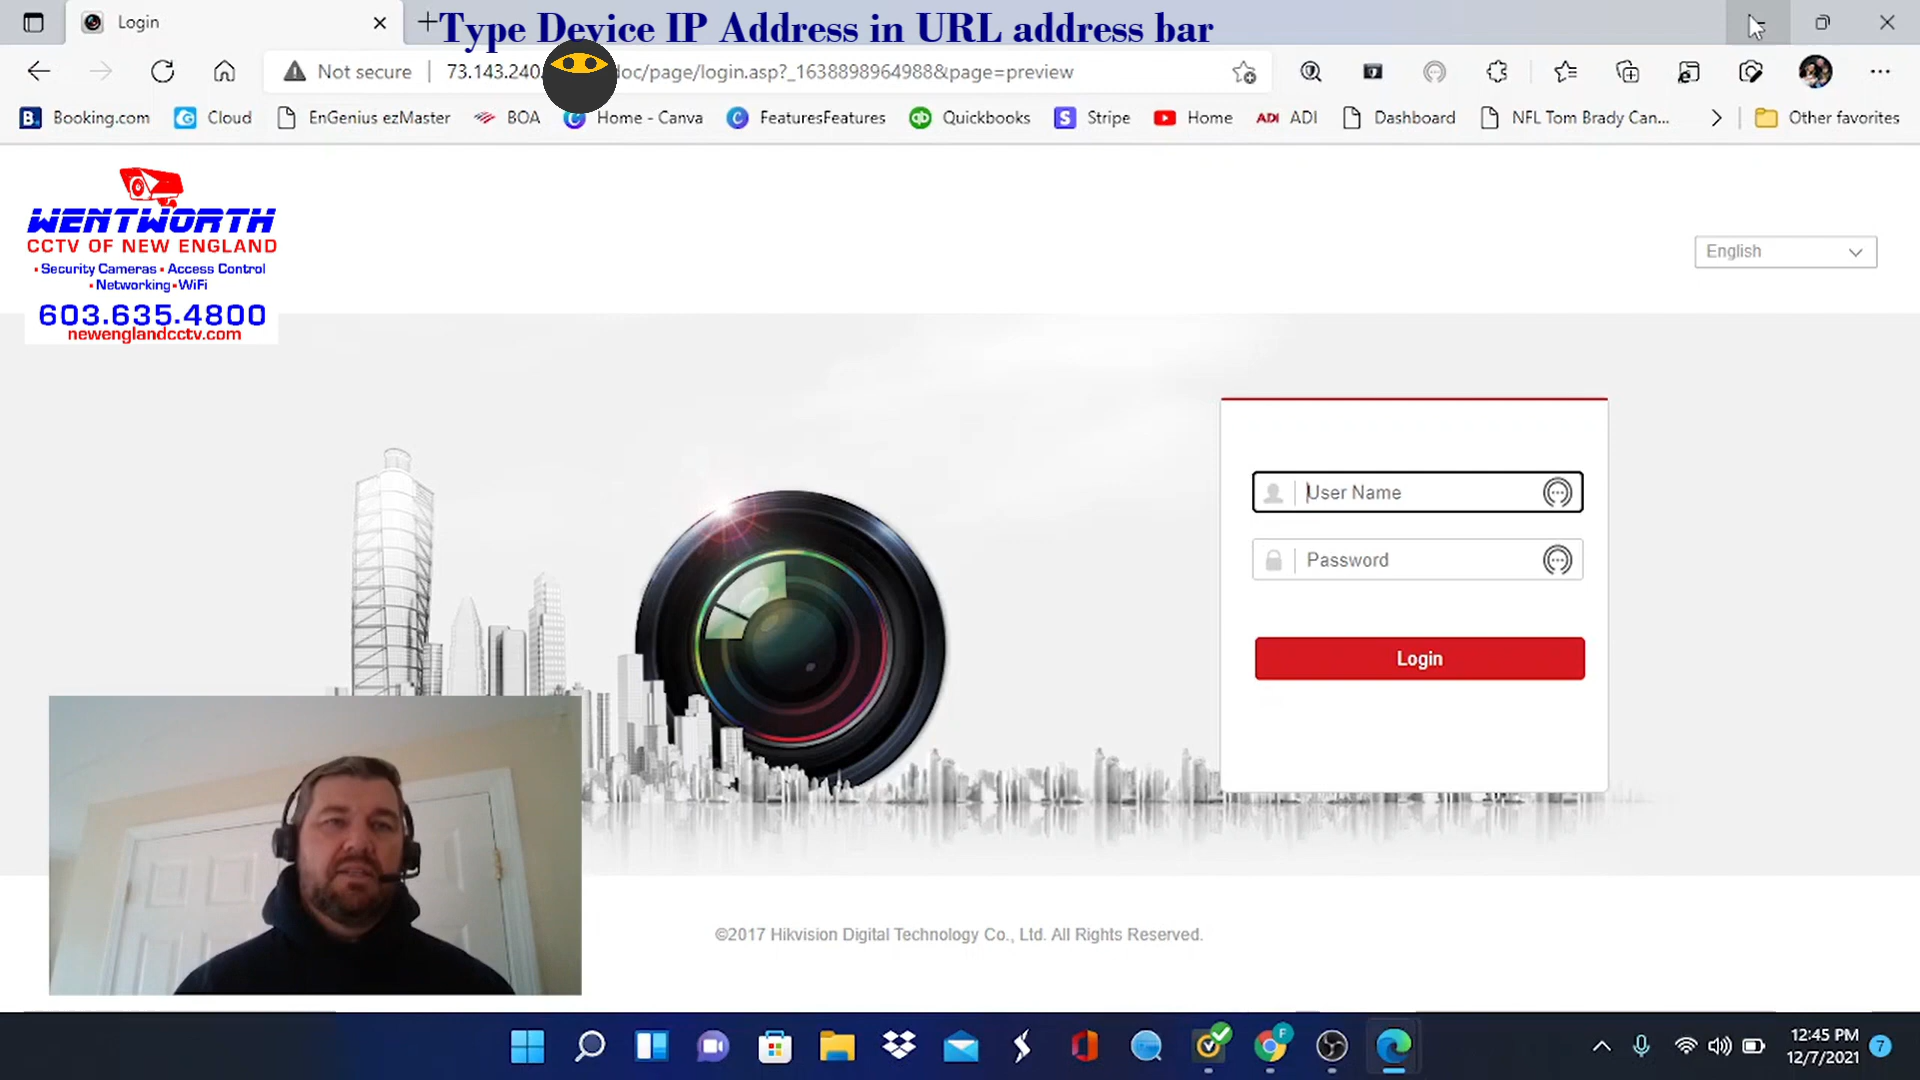 Login
Type Device IP Address in URL address bar
Not secure
73.143.240.
doc/page/login.asp?_1638898964988&page=preview
Booking.com
Cloud
EnGenius ezMaster
BOA
Home - Canva
FeaturesFeatures
Quickbooks
Stripe
Home
ADI ADI
Dashboard
NFL Tom Brady Can...
Other favorites
WENTWORTH
CCTV OF NEW ENGLAND
• Security Cameras • Access Control
• Networking • WiFi
603.635.4800
newenglandcctv.com
English
User Name
Password
Login
©2017 Hikvision Digital Technology Co., Ltd. All Rights Reserved.
12:45 PM
12/7/2021
7